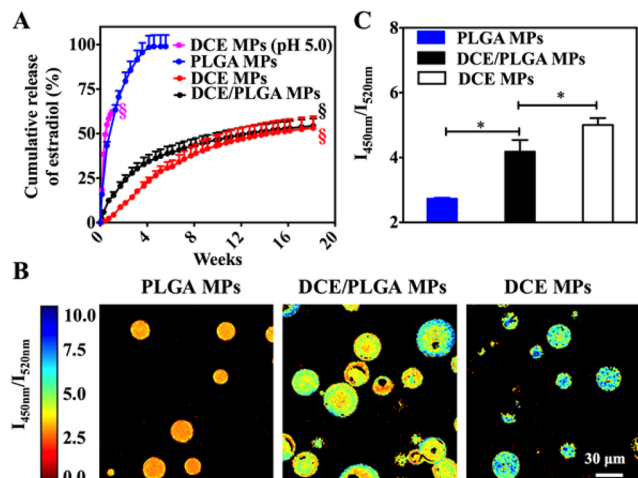 A
Cumulative release
of estradiol (%)
100
75
50
25
0
DCE MPs (pH 5.0)
PLGA MPs
DCE MPs
DCE/PLGA MPs
§
§
§
0 4 8 12 16 20
Weeks
C
I450nm/I520nm
8
6
4
2
PLGA MPs
DCE/PLGA MPs
DCE MPs
*
*
B
PLGA MPs DCE/PLGA MPs DCE MPs
I450nm/I520nm
10.0
7.5
5.0
2.5
0.0
30 µm